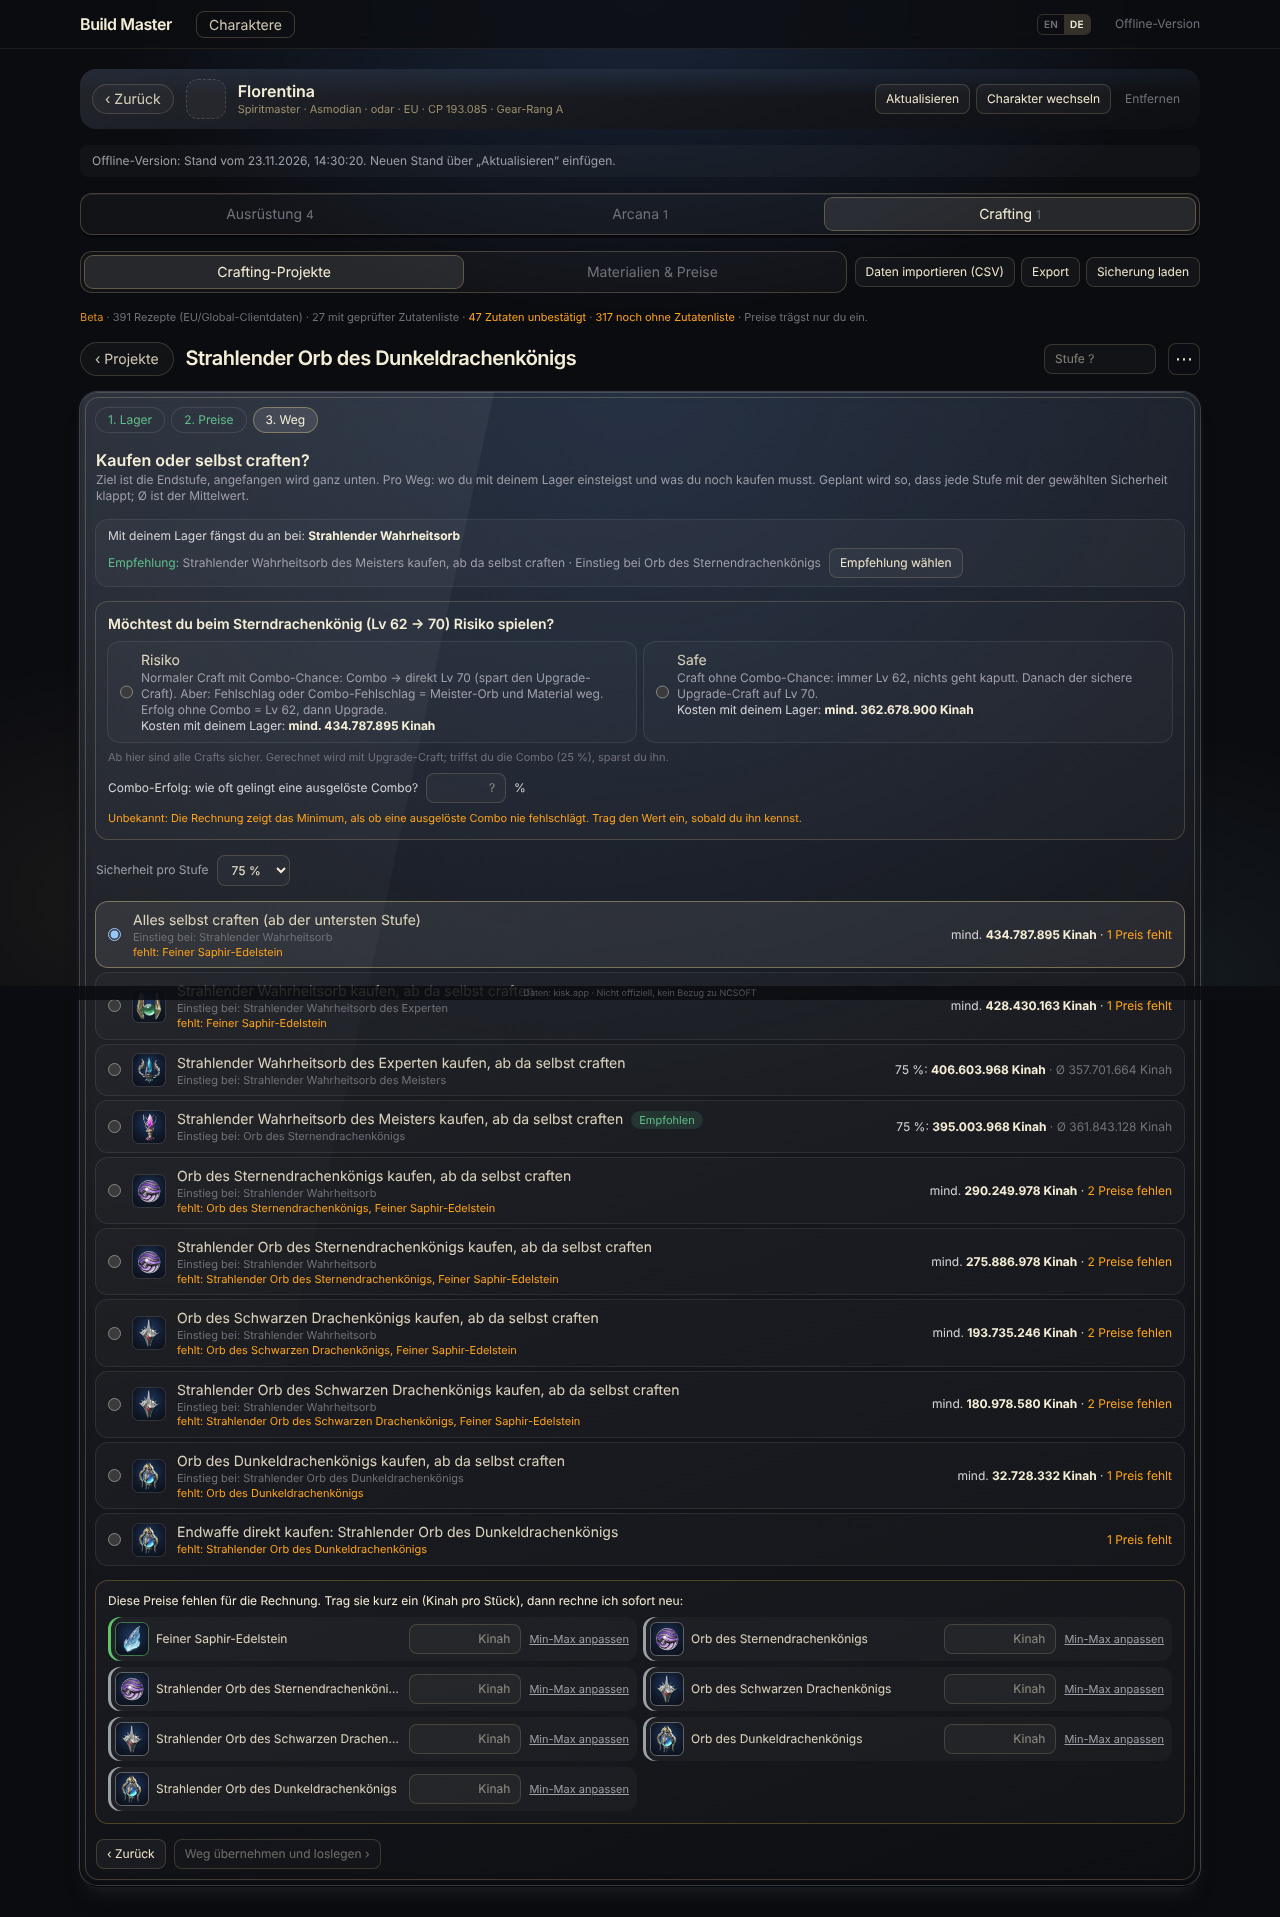 Build Master
Charaktere
EN DE
Offline-Version
‹ Zurück
Florentina
Spiritmaster · Asmodian · odar · EU · CP 193.085 · Gear-Rang A
Aktualisieren
Charakter wechseln
Entfernen
Offline-Version: Stand vom 23.11.2026, 14:30:20. Neuen Stand über „Aktualisieren“ einfügen.
Ausrüstung 4
Arcana 1
Crafting 1
Crafting-Projekte
Materialien & Preise
Daten importieren (CSV)
Export
Sicherung laden
Beta · 391 Rezepte (EU/Global-Clientdaten) · 27 mit geprüfter Zutatenliste · 47 Zutaten unbestätigt · 317 noch ohne Zutatenliste · Preise trägst nur du ein.
‹ Projekte
Strahlender Orb des Dunkeldrachenkönigs
Stufe ?
⋯
1. Lager
2. Preise
3. Weg
Kaufen oder selbst craften?
Ziel ist die Endstufe, angefangen wird ganz unten. Pro Weg: wo du mit deinem Lager einsteigst und was du noch kaufen musst. Geplant wird so, dass jede Stufe mit der gewählten Sicherheit
klappt; Ø ist der Mittelwert.
Mit deinem Lager fängst du an bei: Strahlender Wahrheitsorb
Empfehlung: Strahlender Wahrheitsorb des Meisters kaufen, ab da selbst craften · Einstieg bei Orb des Sternendrachenkönigs
Empfehlung wählen
Möchtest du beim Sterndrachenkönig (Lv 62 → 70) Risiko spielen?
Risiko
Normaler Craft mit Combo-Chance: Combo → direkt Lv 70 (spart den Upgrade-
Craft). Aber: Fehlschlag oder Combo-Fehlschlag = Meister-Orb und Material weg.
Erfolg ohne Combo = Lv 62, dann Upgrade.
Kosten mit deinem Lager: mind. 434.787.895 Kinah
Safe
Craft ohne Combo-Chance: immer Lv 62, nichts geht kaputt. Danach der sichere
Upgrade-Craft auf Lv 70.
Kosten mit deinem Lager: mind. 362.678.900 Kinah
Ab hier sind alle Crafts sicher. Gerechnet wird mit Upgrade-Craft; triffst du die Combo (25 %), sparst du ihn.
Combo-Erfolg: wie oft gelingt eine ausgelöste Combo? ? %
Unbekannt: Die Rechnung zeigt das Minimum, als ob eine ausgelöste Combo nie fehlschlägt. Trag den Wert ein, sobald du ihn kennst.
Sicherheit pro Stufe 75 %
Alles selbst craften (ab der untersten Stufe)
Einstieg bei: Strahlender Wahrheitsorb
fehlt: Feiner Saphir-Edelstein
mind. 434.787.895 Kinah · 1 Preis fehlt
Strahlender Wahrheitsorb kaufen, ab da selbst craften
Daten: kisk.app · Nicht offiziell, kein Bezug zu NCSOFT
Einstieg bei: Strahlender Wahrheitsorb des Experten
fehlt: Feiner Saphir-Edelstein
mind. 428.430.163 Kinah · 1 Preis fehlt
Strahlender Wahrheitsorb des Experten kaufen, ab da selbst craften
Einstieg bei: Strahlender Wahrheitsorb des Meisters
75 %: 406.603.968 Kinah · Ø 357.701.664 Kinah
Strahlender Wahrheitsorb des Meisters kaufen, ab da selbst craften Empfohlen
Einstieg bei: Orb des Sternendrachenkönigs
75 %: 395.003.968 Kinah · Ø 361.843.128 Kinah
Orb des Sternendrachenkönigs kaufen, ab da selbst craften
Einstieg bei: Strahlender Wahrheitsorb
fehlt: Orb des Sternendrachenkönigs, Feiner Saphir-Edelstein
mind. 290.249.978 Kinah · 2 Preise fehlen
Strahlender Orb des Sternendrachenkönigs kaufen, ab da selbst craften
Einstieg bei: Strahlender Wahrheitsorb
fehlt: Strahlender Orb des Sternendrachenkönigs, Feiner Saphir-Edelstein
mind. 275.886.978 Kinah · 2 Preise fehlen
Orb des Schwarzen Drachenkönigs kaufen, ab da selbst craften
Einstieg bei: Strahlender Wahrheitsorb
fehlt: Orb des Schwarzen Drachenkönigs, Feiner Saphir-Edelstein
mind. 193.735.246 Kinah · 2 Preise fehlen
Strahlender Orb des Schwarzen Drachenkönigs kaufen, ab da selbst craften
Einstieg bei: Strahlender Wahrheitsorb
fehlt: Strahlender Orb des Schwarzen Drachenkönigs, Feiner Saphir-Edelstein
mind. 180.978.580 Kinah · 2 Preise fehlen
Orb des Dunkeldrachenkönigs kaufen, ab da selbst craften
Einstieg bei: Strahlender Orb des Dunkeldrachenkönigs
fehlt: Orb des Dunkeldrachenkönigs
mind. 32.728.332 Kinah · 1 Preis fehlt
Endwaffe direkt kaufen: Strahlender Orb des Dunkeldrachenkönigs
fehlt: Strahlender Orb des Dunkeldrachenkönigs
1 Preis fehlt
Diese Preise fehlen für die Rechnung. Trag sie kurz ein (Kinah pro Stück), dann rechne ich sofort neu:
Feiner Saphir-Edelstein Kinah Min-Max anpassen
Orb des Sternendrachenkönigs Kinah Min-Max anpassen
Strahlender Orb des Sternendrachenköni... Kinah Min-Max anpassen
Orb des Schwarzen Drachenkönigs Kinah Min-Max anpassen
Strahlender Orb des Schwarzen Drachen... Kinah Min-Max anpassen
Orb des Dunkeldrachenkönigs Kinah Min-Max anpassen
Strahlender Orb des Dunkeldrachenkönigs Kinah Min-Max anpassen
‹ Zurück
Weg übernehmen und loslegen ›